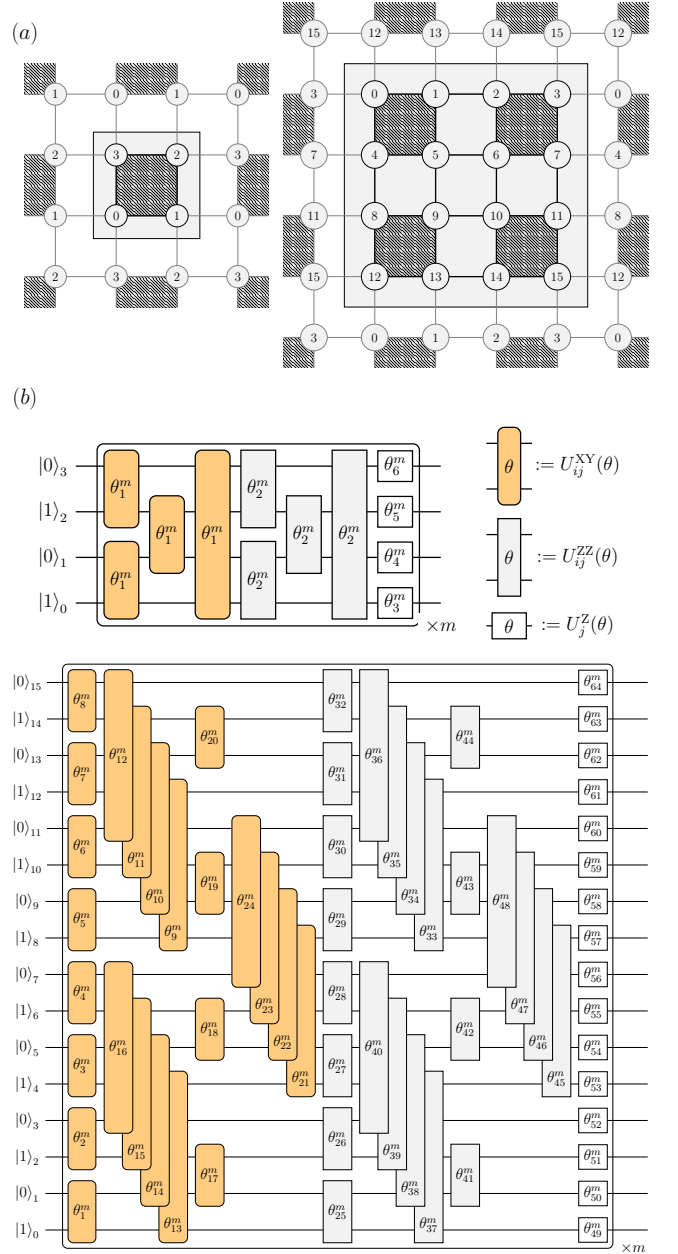 (a)
1 0 1 0
2 3 2 3
1 0 1 0
2 3 2 3
15 12 13 14 15 12
3 0 1 2 3 0
7 4 5 6 7 4
11 8 9 10 11 8
15 12 13 14 15 12
3 0 1 2 3 0
(b)
|0⟩₃
|1⟩₂
|0⟩₁
|1⟩₀
θ₁ᵐ θ₁ᵐ θ₁ᵐ θ₁ᵐ
θ₂ᵐ θ₂ᵐ θ₂ᵐ θ₂ᵐ
θ₆ᵐ
θ₅ᵐ
θ₄ᵐ
θ₃ᵐ
×m
θ := U_{ij}^{XY}(θ)
θ := U_{ij}^{ZZ}(θ)
θ := U_j^{Z}(θ)
|0⟩₁₅
|1⟩₁₄
|0⟩₁₃
|1⟩₁₂
|0⟩₁₁
|1⟩₁₀
|0⟩₉
|1⟩₈
|0⟩₇
|1⟩₆
|0⟩₅
|1⟩₄
|0⟩₃
|1⟩₂
|0⟩₁
|1⟩₀
θ₈ᵐ
θ₇ᵐ
θ₆ᵐ
θ₅ᵐ
θ₄ᵐ
θ₃ᵐ
θ₂ᵐ
θ₁ᵐ
θ₁₂ᵐ
θ₁₁ᵐ
θ₁₀ᵐ
θ₉ᵐ
θ₁₆ᵐ
θ₁₅ᵐ
θ₁₄ᵐ
θ₁₃ᵐ
θ₂₀ᵐ
θ₁₉ᵐ
θ₁₈ᵐ
θ₁₇ᵐ
θ₂₄ᵐ
θ₂₃ᵐ
θ₂₂ᵐ
θ₂₁ᵐ
θ₃₂ᵐ
θ₃₁ᵐ
θ₃₀ᵐ
θ₂₉ᵐ
θ₂₈ᵐ
θ₂₇ᵐ
θ₂₆ᵐ
θ₂₅ᵐ
θ₃₆ᵐ
θ₃₅ᵐ
θ₃₄ᵐ
θ₃₃ᵐ
θ₄₀ᵐ
θ₃₉ᵐ
θ₃₈ᵐ
θ₃₇ᵐ
θ₄₄ᵐ
θ₄₃ᵐ
θ₄₂ᵐ
θ₄₁ᵐ
θ₄₈ᵐ
θ₄₇ᵐ
θ₄₆ᵐ
θ₄₅ᵐ
θ₆₄ᵐ
θ₆₃ᵐ
θ₆₂ᵐ
θ₆₁ᵐ
θ₆₀ᵐ
θ₅₉ᵐ
θ₅₈ᵐ
θ₅₇ᵐ
θ₅₆ᵐ
θ₅₅ᵐ
θ₅₄ᵐ
θ₅₃ᵐ
θ₅₂ᵐ
θ₅₁ᵐ
θ₅₀ᵐ
θ₄₉ᵐ
×m